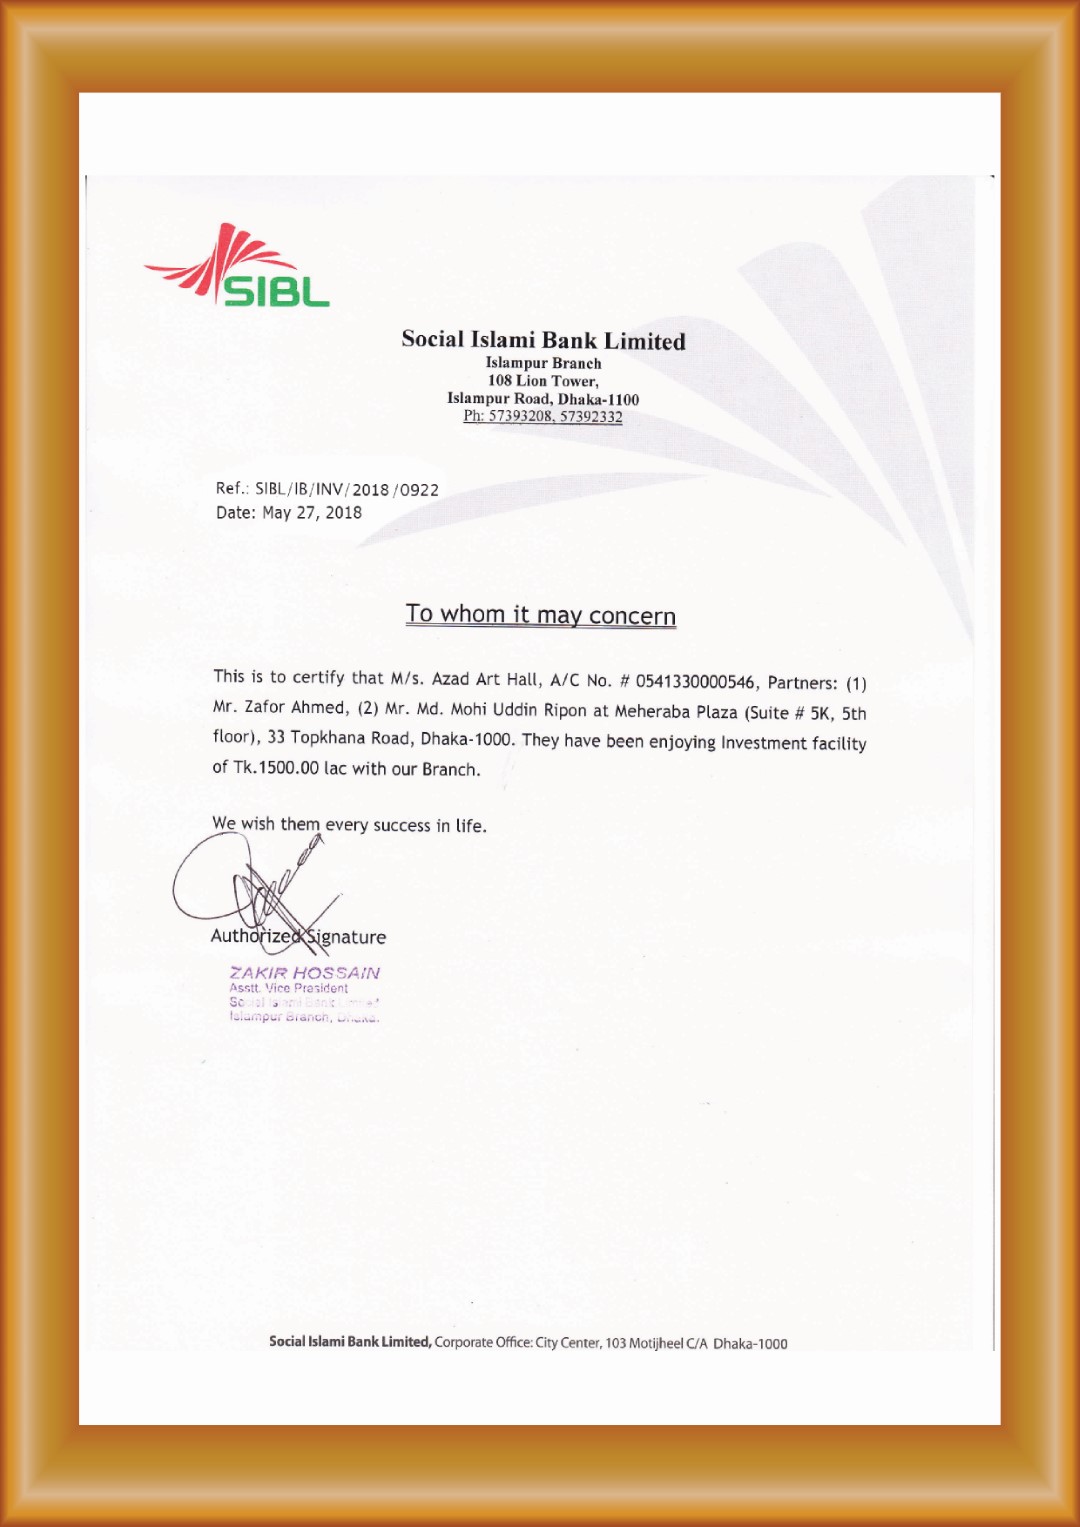 SIBL
Social Islami Bank Limited
Islampur Branch
108 Lion Tower,
Islampur Road, Dhaka-1100
Ph: 57393208, 57392332
Ref.: SIBL/IB/INV/2018/0922
Date: May 27, 2018
To whom it may concern
This is to certify that M/s. Azad Art Hall, A/C No. # 0541330000546, Partners: (1)
Mr. Zafor Ahmed, (2) Mr. Md. Mohi Uddin Ripon at Meheraba Plaza (Suite # 5K, 5th
floor), 33 Topkhana Road, Dhaka-1000. They have been enjoying Investment facility
of Tk.1500.00 lac with our Branch.
We wish them every success in life.
Authorized Signature
ZAKIR HOSSAIN
Asstt. Vice President
Social Islami Bank Limited
Islampur Branch, Dhaka.
Social Islami Bank Limited, Corporate Office: City Center, 103 Motijheel C/A Dhaka-1000